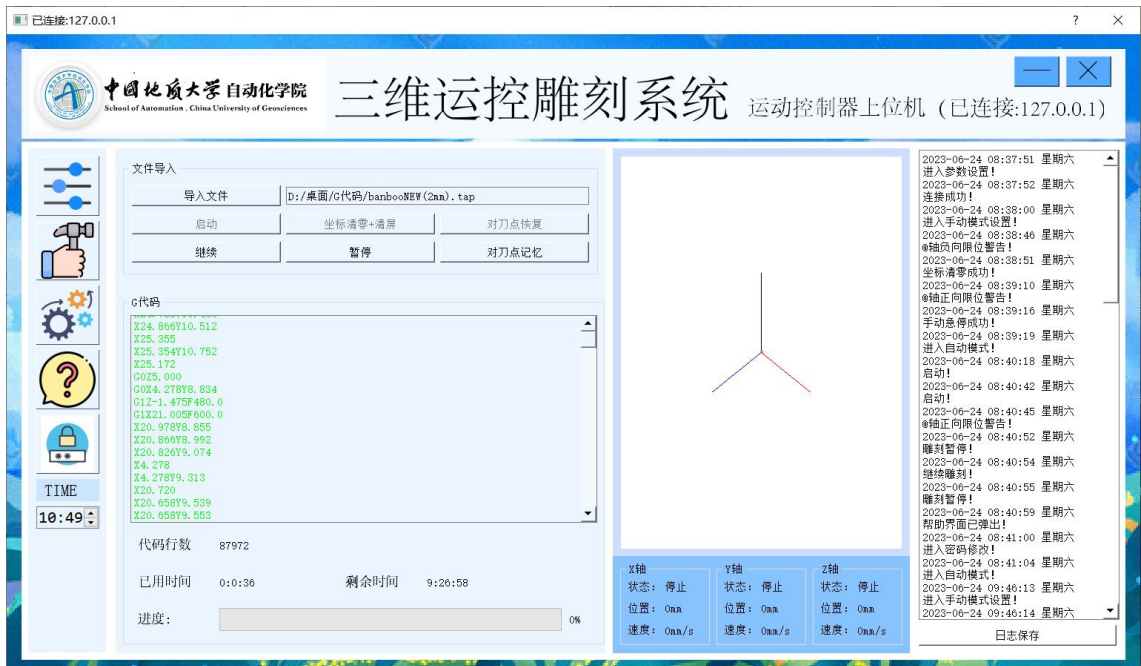 已连接:127.0.0.1
中国地质大学 自动化学院
School of Automation . China University of Geosciences
三维运控雕刻系统 运动控制器上位机 (已连接:127.0.0.1)
文件导入
导入文件 D:/桌面/G代码/banbooNEW(2mm).tap
启动 坐标清零+清屏 对刀点恢复
继续 暂停 对刀点记忆
G代码
X24.866Y10.512
X25.355
X25.354Y10.752
X25.172
G0Z5.000
G0X4.278Y8.834
G1Z-1.475F480.0
G1X21.005F600.0
X20.978Y8.855
X20.866Y8.992
X20.826Y9.074
X4.278
X4.278Y9.313
X20.720
X20.658Y9.539
X20.658Y9.553
代码行数 87972
已用时间 0:0:36 剩余时间 9:26:58
进度: 0%
TIME
10:49
X轴
状态: 停止
位置: 0mm
速度: 0mm/s
Y轴
状态: 停止
位置: 0mm
速度: 0mm/s
Z轴
状态: 停止
位置: 0mm
速度: 0mm/s
2023-06-24 08:37:51 星期六
进入参数设置!
2023-06-24 08:37:52 星期六
连接成功!
2023-06-24 08:38:00 星期六
进入手动模式设置!
2023-06-24 08:38:46 星期六
@轴负向限位警告!
2023-06-24 08:38:51 星期六
坐标清零成功!
2023-06-24 08:39:10 星期六
@轴正向限位警告!
2023-06-24 08:39:16 星期六
手动急停成功!
2023-06-24 08:39:19 星期六
进入自动模式!
2023-06-24 08:40:18 星期六
启动!
2023-06-24 08:40:42 星期六
启动!
2023-06-24 08:40:45 星期六
@轴正向限位警告!
2023-06-24 08:40:52 星期六
雕刻暂停!
2023-06-24 08:40:54 星期六
继续雕刻!
2023-06-24 08:40:55 星期六
雕刻暂停!
2023-06-24 08:40:59 星期六
帮助界面已弹出!
2023-06-24 08:41:00 星期六
进入密码修改!
2023-06-24 08:41:04 星期六
进入自动模式!
2023-06-24 09:46:13 星期六
进入手动模式设置!
2023-06-24 09:46:14 星期六
日志保存